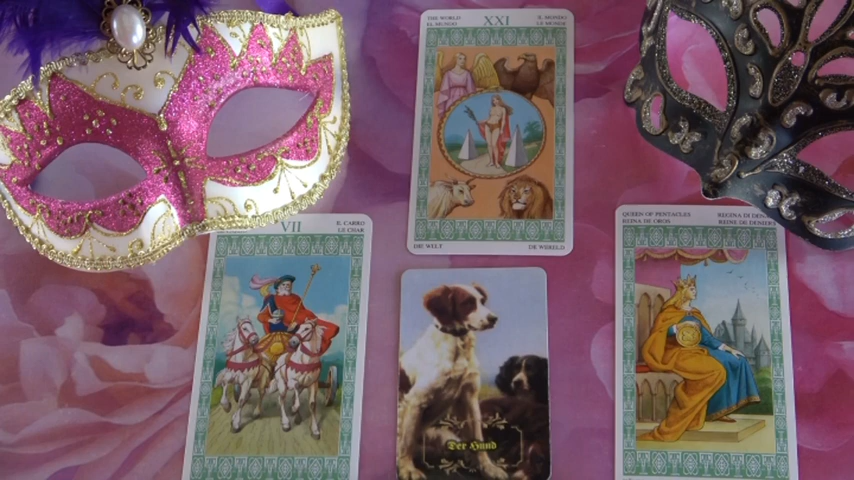 THE WORLD
EL MUNDO
XXI
IL MONDO
LE MONDE
DIE WELT
DE WERELD
VII
IL CARRO
LE CHAR
Der Hund
QUEEN OF PENTACLES
REINA DE OROS
REGINA DI
REINE DE DENIERS